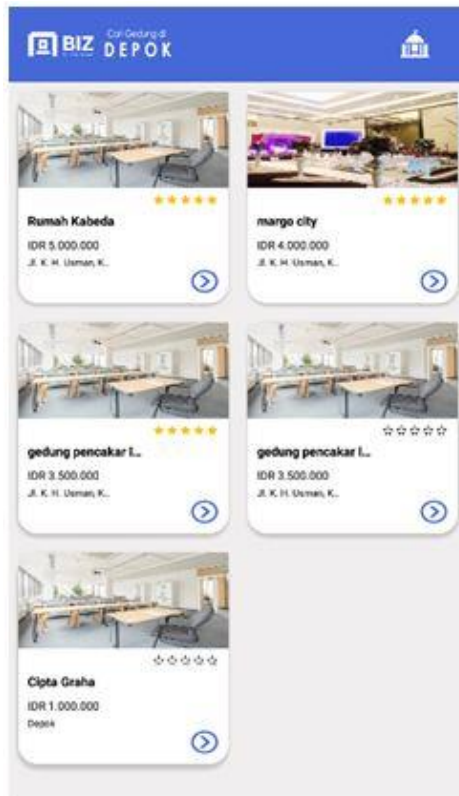 BIZ
Cari Gedung di
DEPOK
Rumah Kabeda
IDR 5.000.000
Jl. K. H. Usman, K..
margo city
IDR 4.000.000
Jl. K. H. Usman, K..
gedung pencakar l...
IDR 3.500.000
Jl. K. H. Usman, K..
gedung pencakar l...
IDR 3.500.000
Jl. K. H. Usman, K..
Cipta Graha
IDR 1.000.000
Depok